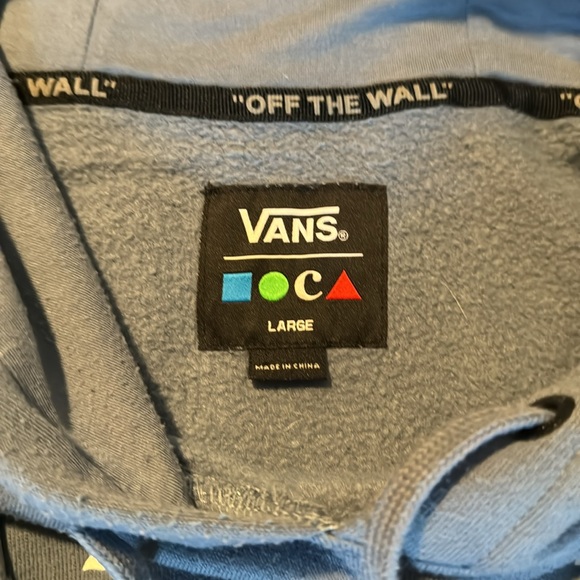 WALL" "OFF THE WALL" "O
VANS®
C
LARGE
MADE IN CHINA